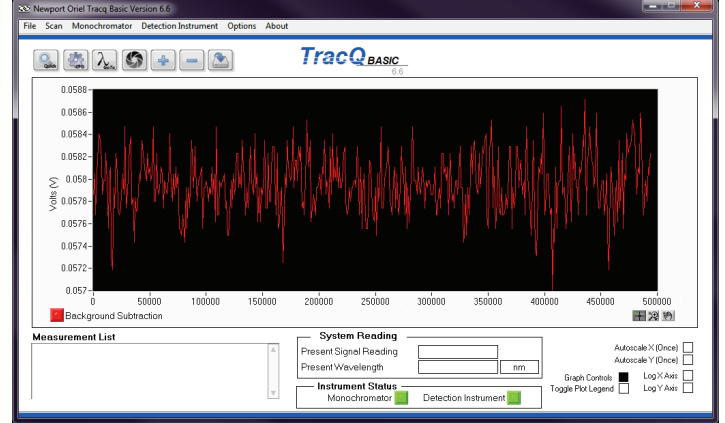 Newport Oriel Tracq Basic Version 6.6
File Scan Monochromator Detection Instrument Options About
Quick CFG Go To
TracQ BASIC
6.6
0.0588
0.0586
0.0584
0.0582
0.058
0.0578
0.0576
0.0574
0.0572
0.057
Volts (V)
0 50000 100000 150000 200000 250000 300000 350000 400000 450000 500000
Background Subtraction
Measurement List
System Reading
Present Signal Reading
Present Wavelength nm
Instrument Status
Monochromator Detection Instrument
Autoscale X (Once)
Autoscale Y (Once)
Graph Controls Log X Axis
Toggle Plot Legend Log Y Axis